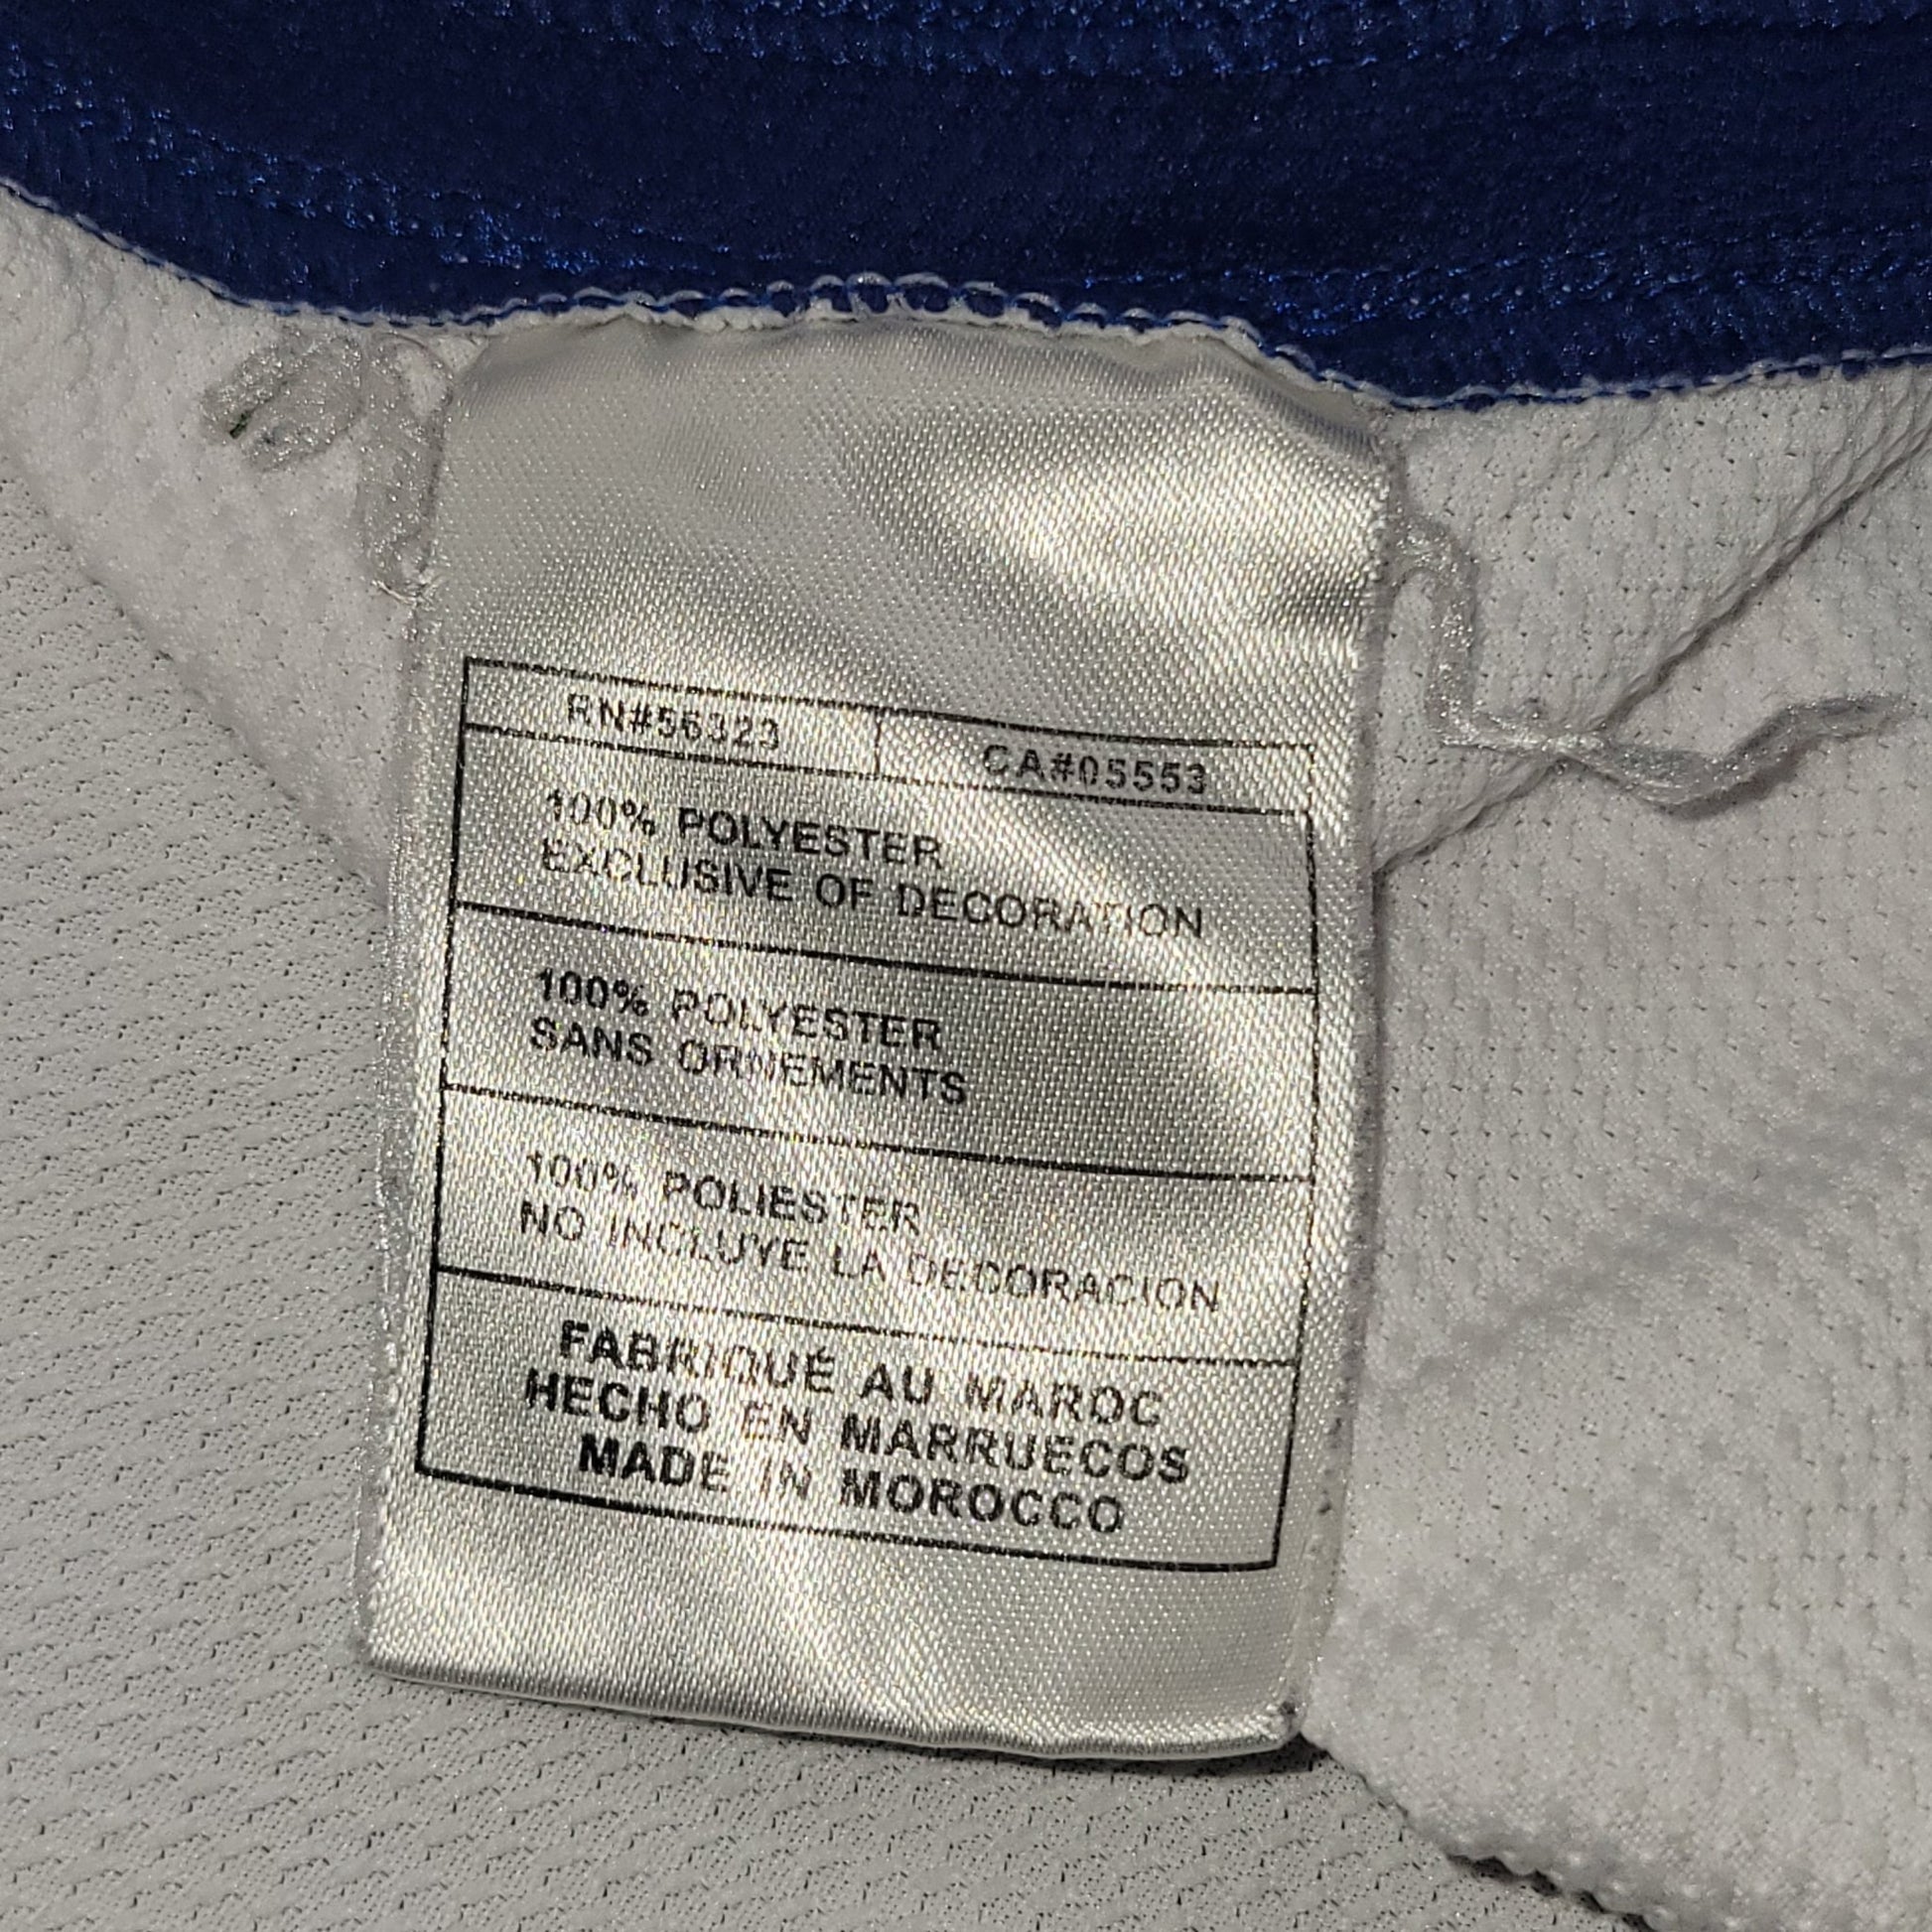 RN#56323
CA#05553
100% POLYESTER
EXCLUSIVE OF DECORATION
100% POLYESTER
SANS ORNEMENTS
100% POLIESTER
NO INCLUYE LA DECORACION
FABRIQUÉ AU MAROC
HECHO EN MARRUECOS
MADE IN MOROCCO